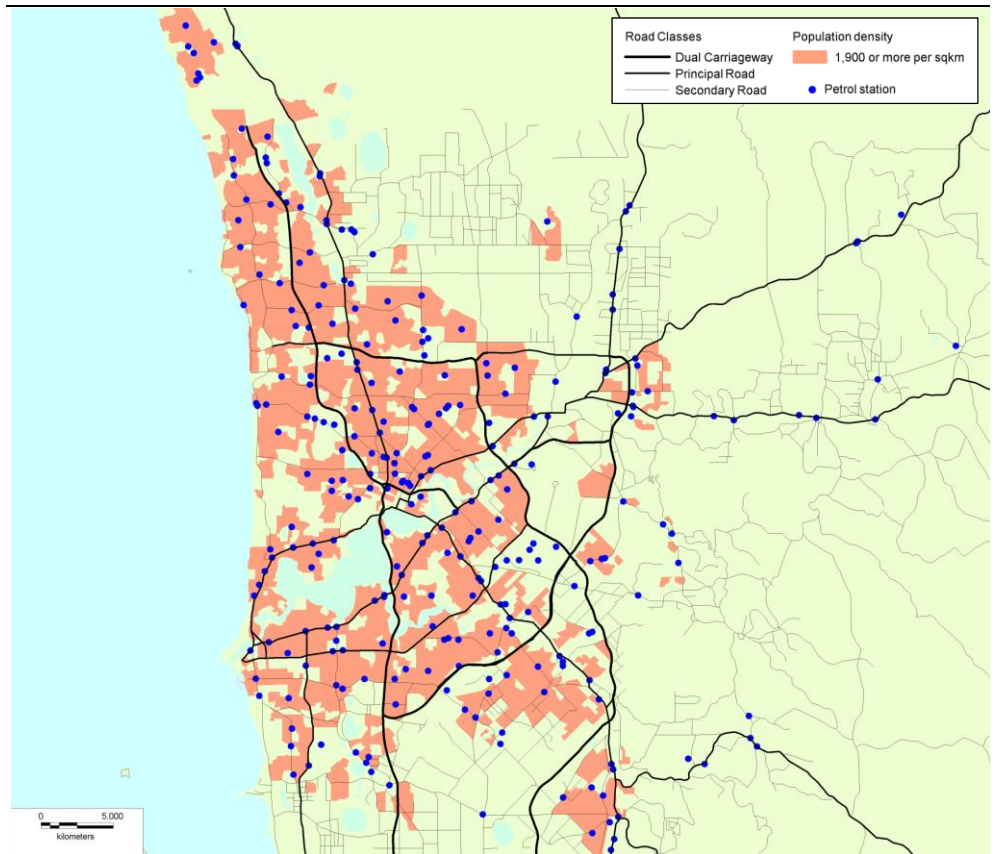 Road Classes
Dual Carriageway
Principal Road
Secondary Road
Population density
1,900 or more per sqkm
Petrol station
0 5.000
kilometers